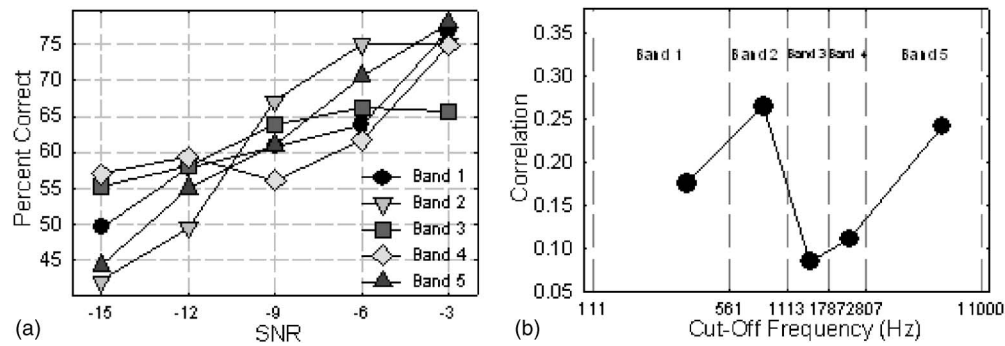 75
70
65
60
55
50
45
Percent Correct
-15
-12
-9
-6
-3
SNR
Band 1
Band 2
Band 3
Band 4
Band 5
(a)
0.35
0.30
0.25
0.20
0.15
0.10
0.05
Correlation
Band 1
Band 2
Band 3
Band 4
Band 5
111
561
1113
1787
2807
11000
Cut-Off Frequency (Hz)
(b)